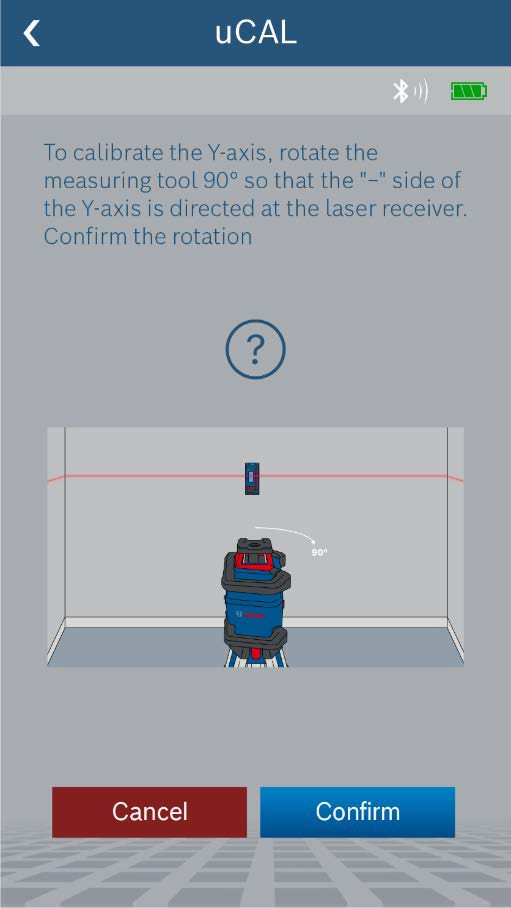 uCAL
To calibrate the Y-axis, rotate the
measuring tool 90° so that the "–" side of
the Y-axis is directed at the laser receiver.
Confirm the rotation
?
90°
Cancel
Confirm